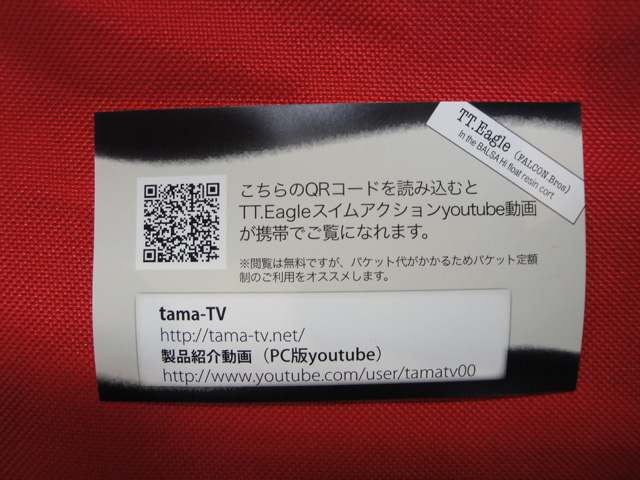 TT.Eagle (FALCON.Bros)
In the BALSA Hi float resin cort
こちらのQRコードを読み込むと
TT.Eagleスイムアクションyoutube動画
が携帯でご覧になれます。
※閲覧は無料ですが、パケット代がかかるためパケット定額
制のご利用をオススメします。
tama-TV
http://tama-tv.net/
製品紹介動画（PC版youtube）
http://www.youtube.com/user/tamatv00